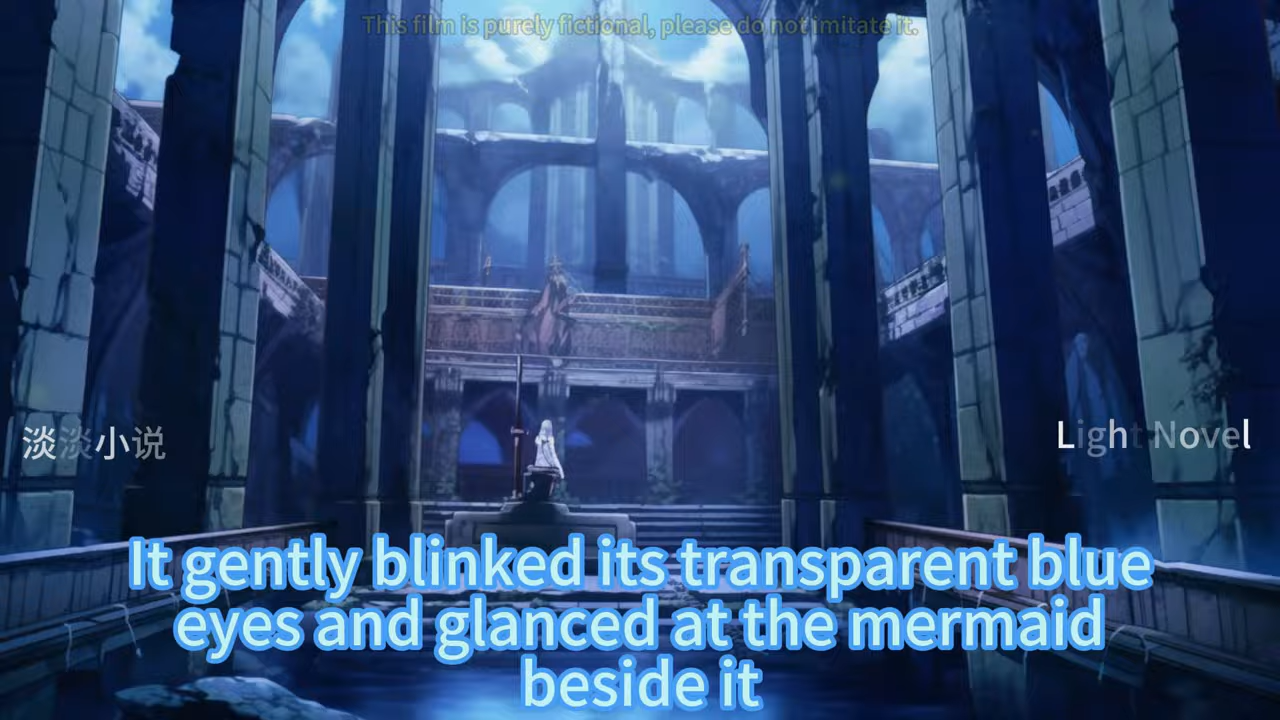 This film is purely fictional, please do not imitate it.
淡淡小说
Light Novel
It gently blinked its transparent blue
eyes and glanced at the mermaid
beside it